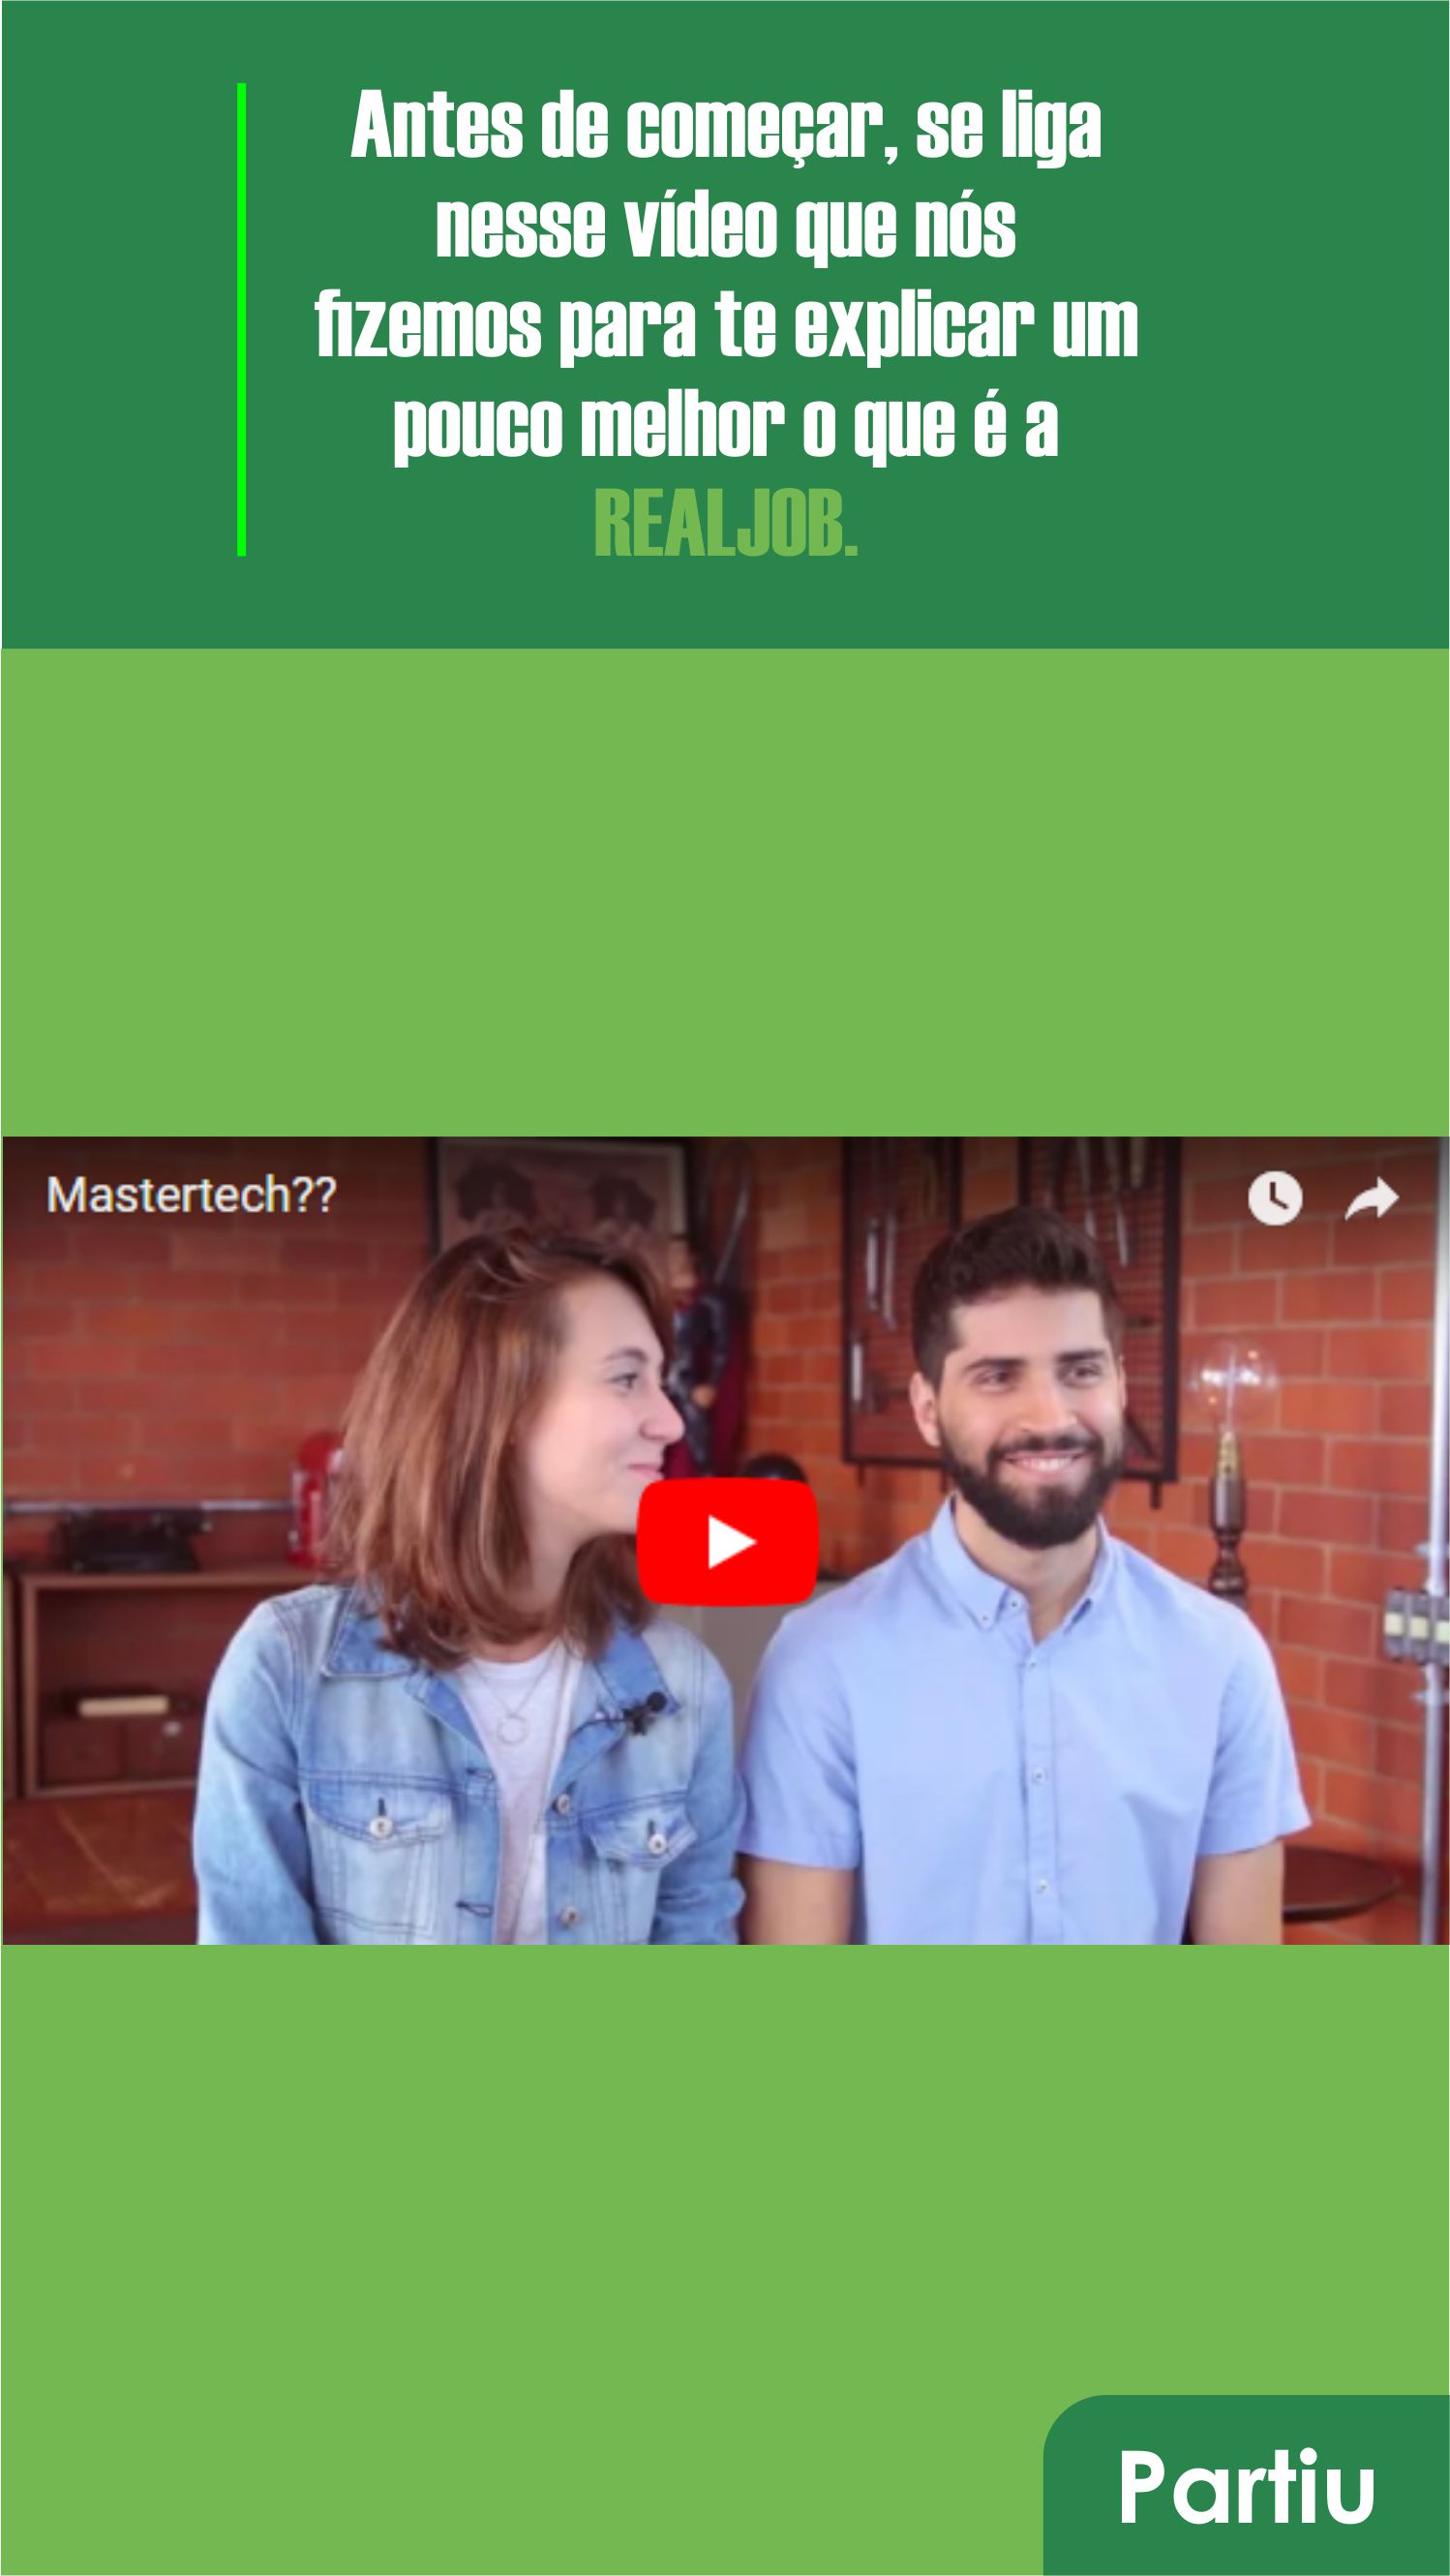 Antes de começar, se liga
nesse vídeo que nós
fizemos para te explicar um
pouco melhor o que é a
REALJOB.
Mastertech??
Partiu